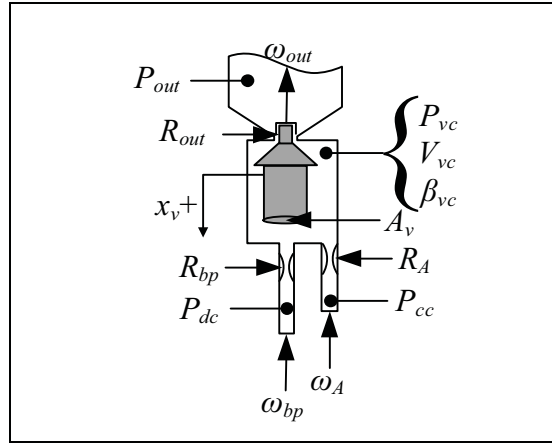 ω_out
P_out
R_out
P_vc
V_vc
β_vc
x_v+
A_v
R_bp
R_A
P_dc
P_cc
ω_A
ω_bp